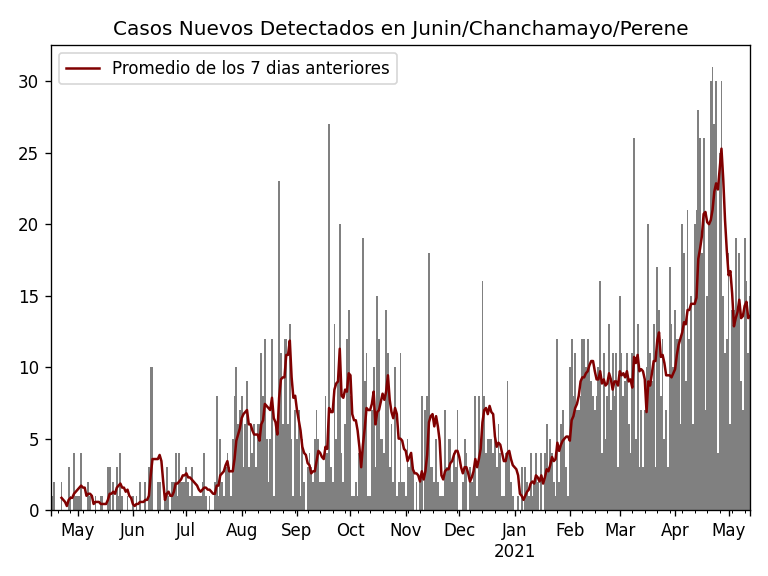 Casos Nuevos Detectados en Junin/Chanchamayo/Perene
Promedio de los 7 dias anteriores
30
25
20
15
10
5
0
May Jun Jul Aug Sep Oct Nov Dec Jan Feb Mar Apr May
2021